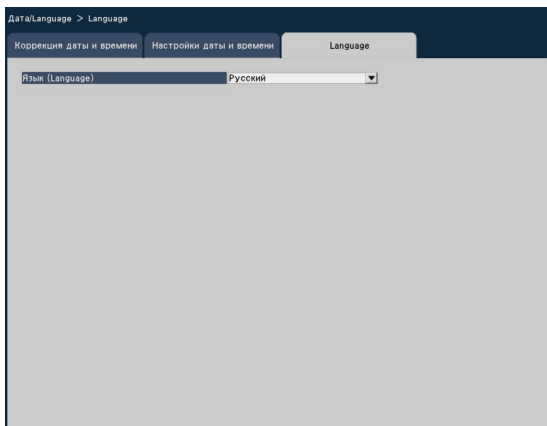 Дата/Language > Language
Коррекция даты и времени Настройки даты и времени Language
Язык (Language) Русский